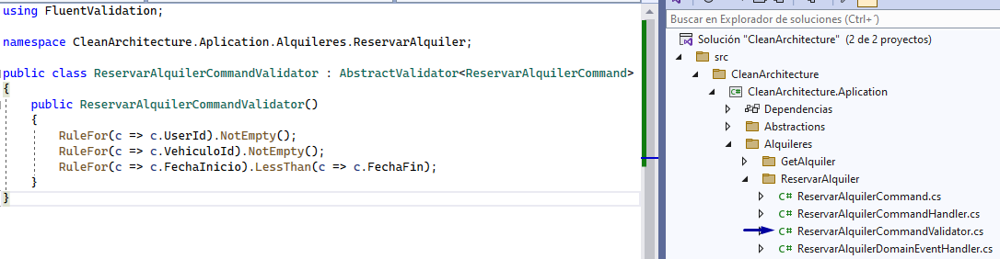 using FluentValidation;
namespace CleanArchitecture.Aplication.Alquileres.ReservarAlquiler;
public class ReservarAlquilerCommandValidator : AbstractValidator<ReservarAlquilerCommand>
{
public ReservarAlquilerCommandValidator()
{
RuleFor(c => c.UserId).NotEmpty();
RuleFor(c => c.VehiculoId).NotEmpty();
RuleFor(c => c.FechaInicio).LessThan(c => c.FechaFin);
}
}
Buscar en Explorador de soluciones (Ctrl+´)
Solución "CleanArchitecture" (2 de 2 proyectos)
src
CleanArchitecture
C# CleanArchitecture.Aplication
Dependencias
Abstractions
Alquileres
GetAlquiler
ReservarAlquiler
C# ReservarAlquilerCommand.cs
C# ReservarAlquilerCommandHandler.cs
C# ReservarAlquilerCommandValidator.cs
C# ReservarAlquilerDomainEventHandler.cs